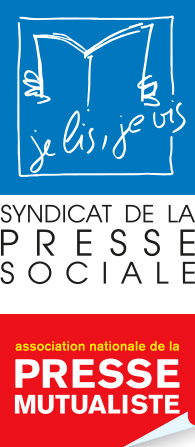 je lis, je vis
SYNDICAT DE LA
PRESSE
SOCIALE
association nationale de la
PRESSE
MUTUALISTE